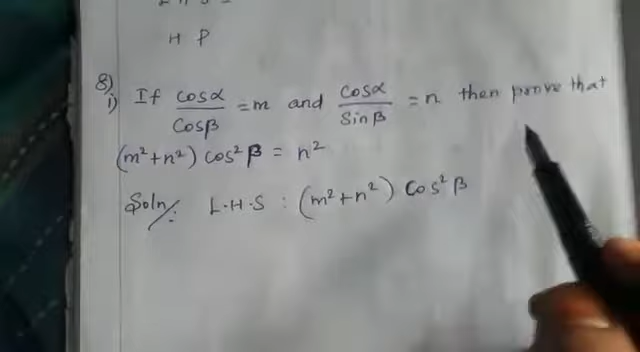 H P
8)
i) If cosα/cosβ = m and cosα/sinβ = n then prove that
(m²+n²) cos²β = n²
Soln/: L.H.S : (m²+n²) cos²β